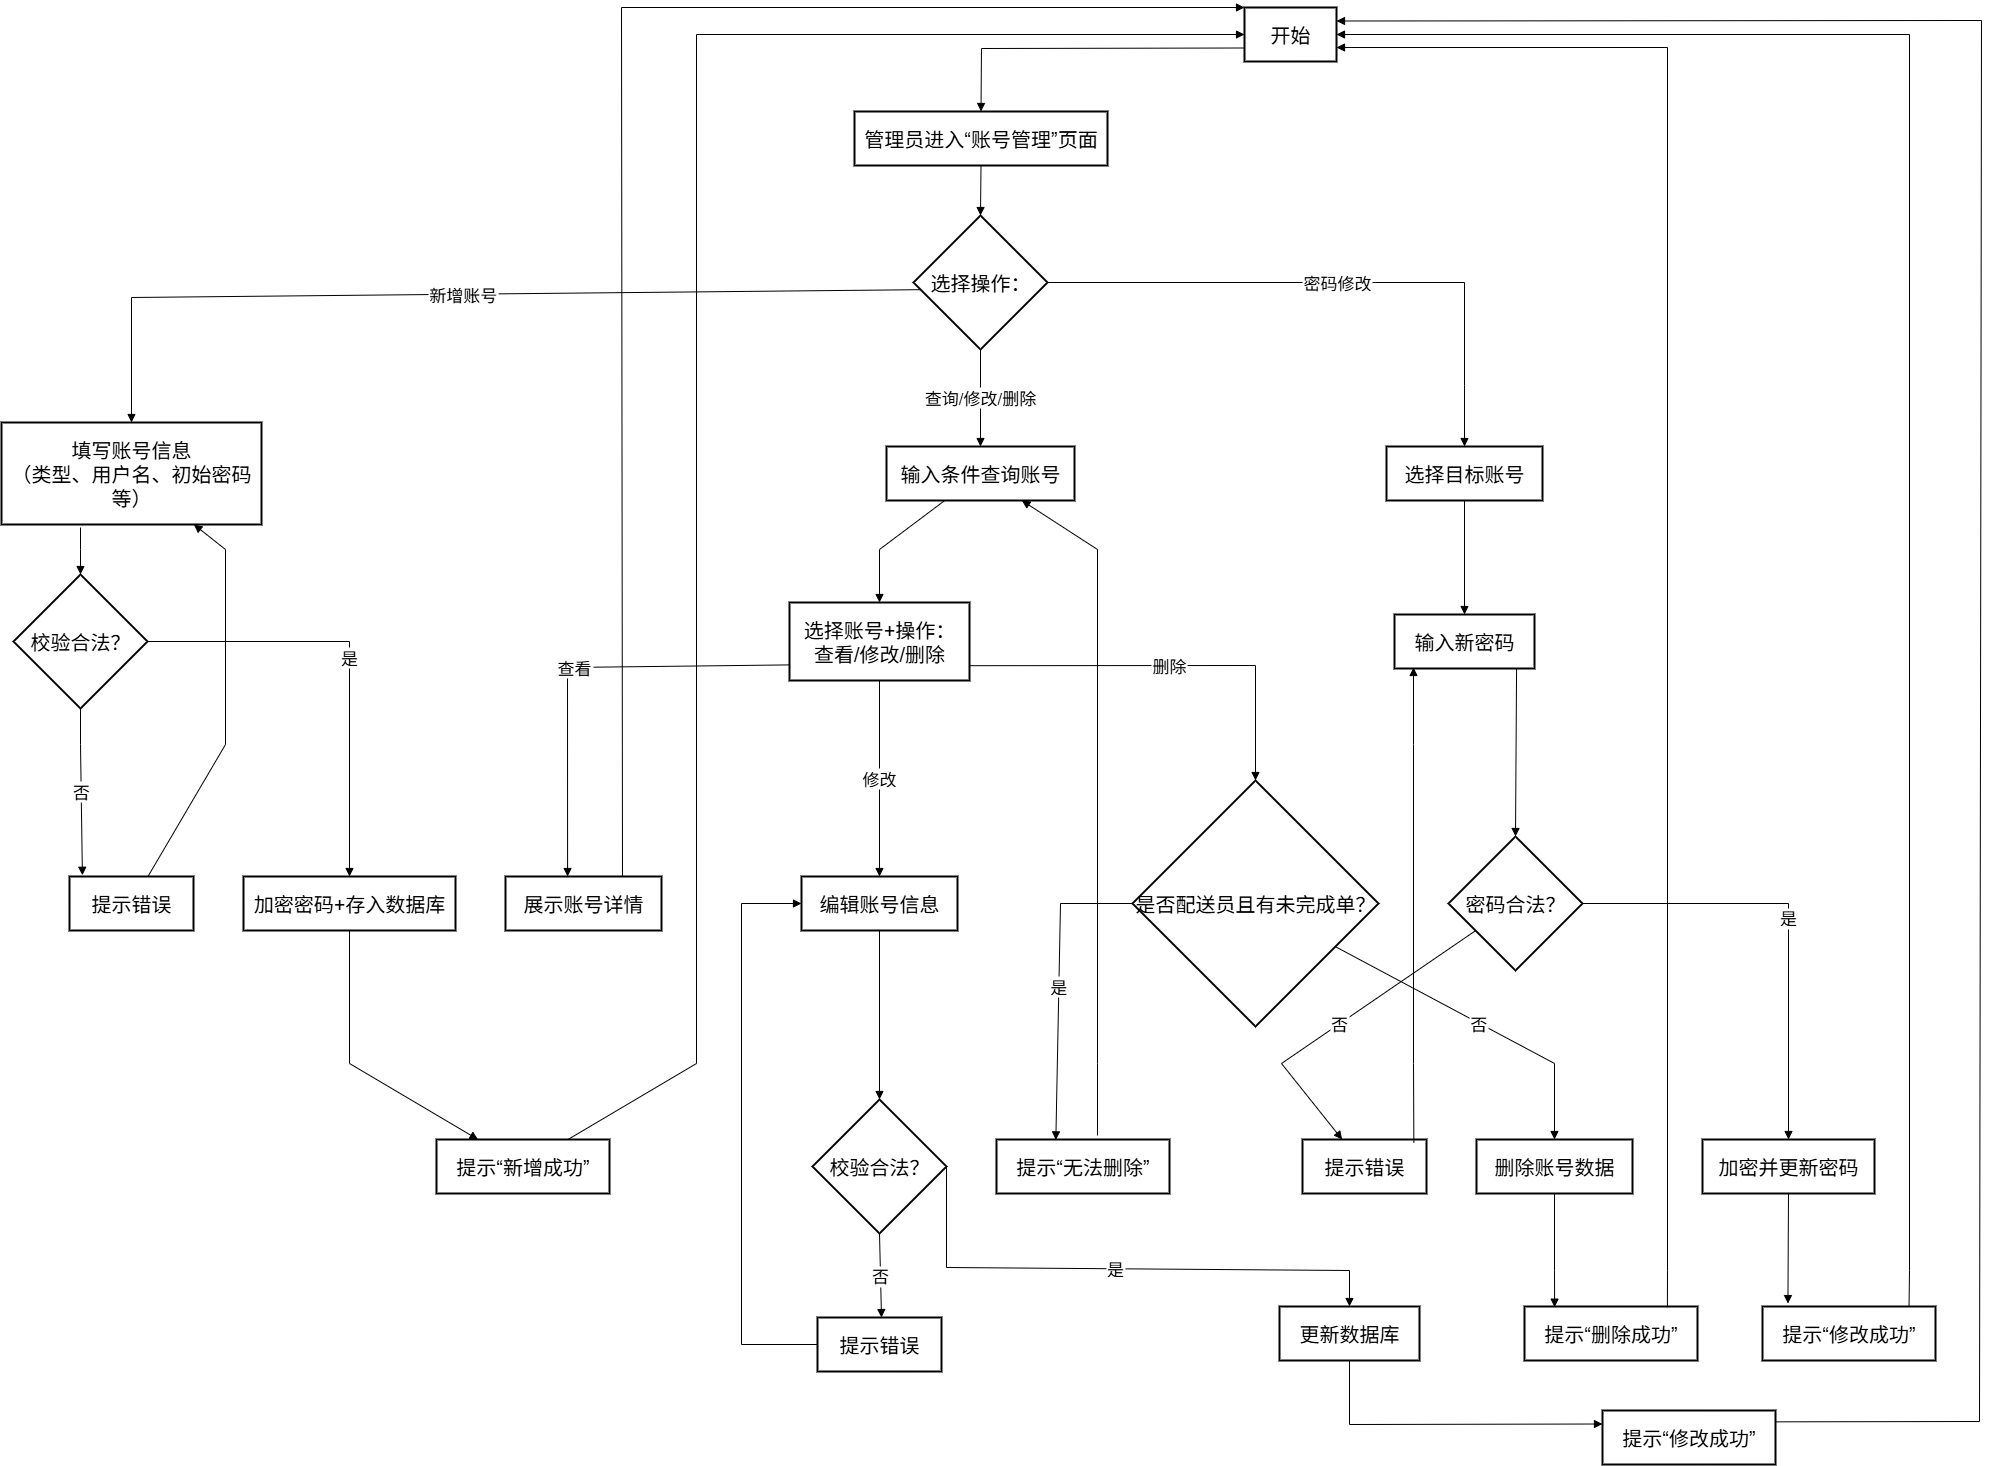 开始
管理员进入“账号管理”页面
选择操作：
新增账号
密码修改
查询/修改/删除
填写账号信息
（类型、用户名、初始密码
等）
输入条件查询账号
选择目标账号
校验合法？
是
选择账号+操作：
查看/修改/删除
输入新密码
查看
删除
否
修改
提示错误
加密密码+存入数据库
展示账号详情
编辑账号信息
是否配送员且有未完成单？
密码合法？
是
是
否
否
提示“新增成功”
校验合法？
提示“无法删除”
提示错误
删除账号数据
加密并更新密码
否
是
提示错误
更新数据库
提示“删除成功”
提示“修改成功”
提示“修改成功”